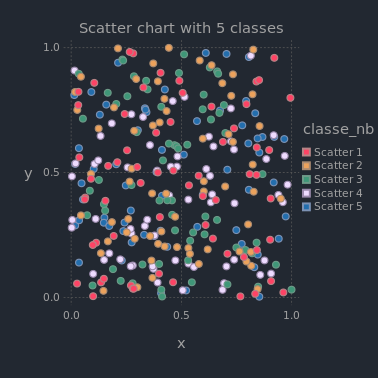 Scatter chart with 5 classes
1.0
0.5
0.0
y
0.0 0.5 1.0
x
classe_nb
Scatter 1
Scatter 2
Scatter 3
Scatter 4
Scatter 5